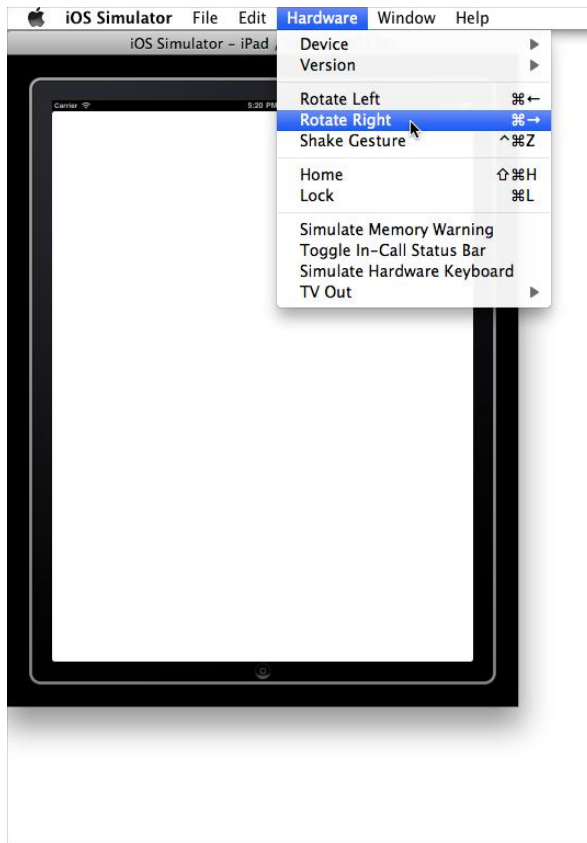 iOS Simulator File Edit Hardware Window Help
iOS Simulator – iPad
Device
Version
Carrier
5:20 PM
Rotate Left ⌘←
Rotate Right ⌘→
Shake Gesture ^⌘Z
Home ⇧⌘H
Lock ⌘L
Simulate Memory Warning
Toggle In-Call Status Bar
Simulate Hardware Keyboard
TV Out